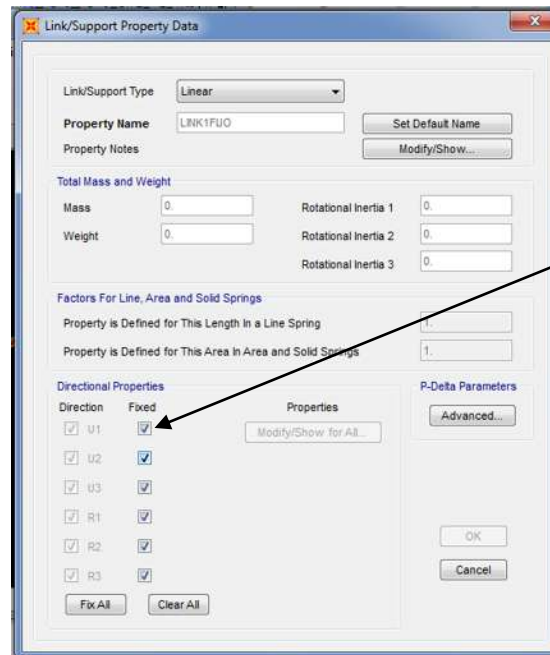 Link/Support Property Data
Link/Support Type Linear
Property Name LINK1FUO Set Default Name
Property Notes Modify/Show...
Total Mass and Weight
Mass 0. Rotational Inertia 1 0.
Weight 0. Rotational Inertia 2 0.
Rotational Inertia 3 0.
Factors For Line, Area and Solid Springs
Property is Defined for This Length In a Line Spring 1.
Property is Defined for This Area In Area and Solid Springs 1.
Directional Properties P-Delta Parameters
Direction Fixed Properties Advanced...
U1 Modify/Show for All...
U2
U3
R1
R2 OK
R3 Cancel
Fix All Clear All